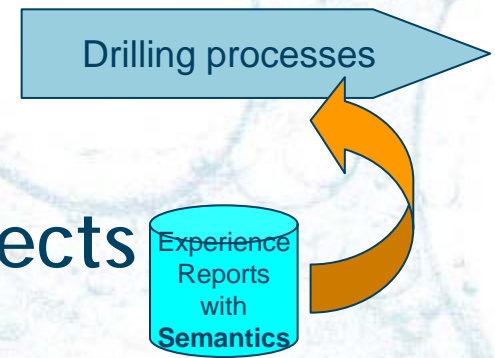 Drilling processes
ects
Experience
Reports
with
Semantics